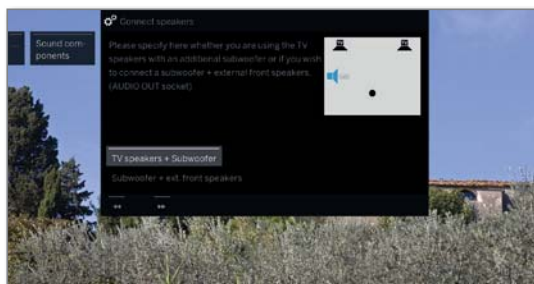 Connect speakers
Sound com-
ponents
Please specify here whether you are using the TV
speakers with an additional subwoofer or if you wish
to connect a subwoofer + external front speakers.
(AUDIO OUT socket)
TV speakers + Subwoofer
Subwoofer + ext. front speakers